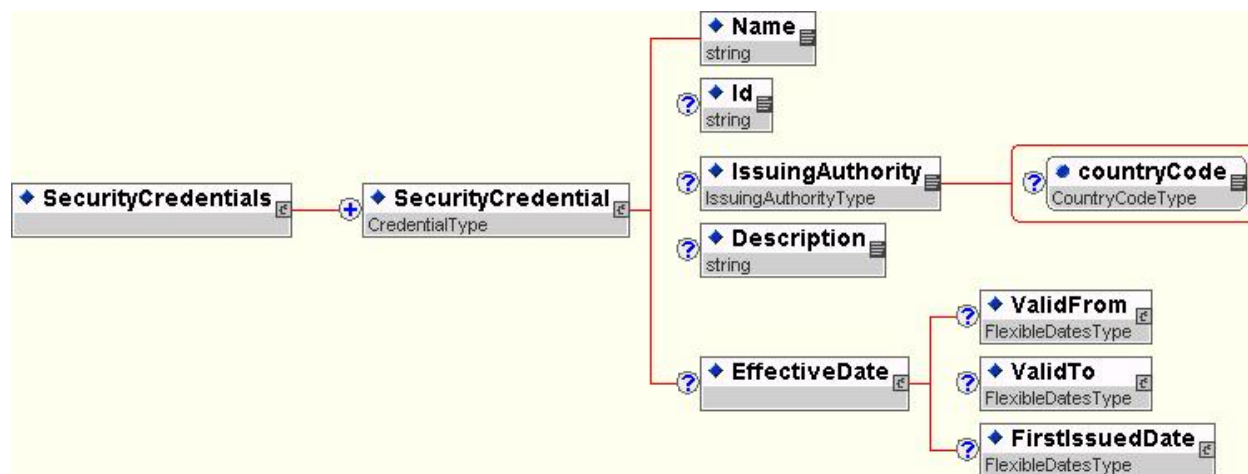 Name
string
? Id
string
SecurityCredentials
+ SecurityCredential
CredentialType
? IssuingAuthority
IssuingAuthorityType
? countryCode
CountryCodeType
? Description
string
? EffectiveDate
? ValidFrom
FlexibleDatesType
? ValidTo
FlexibleDatesType
? FirstIssuedDate
FlexibleDatesType